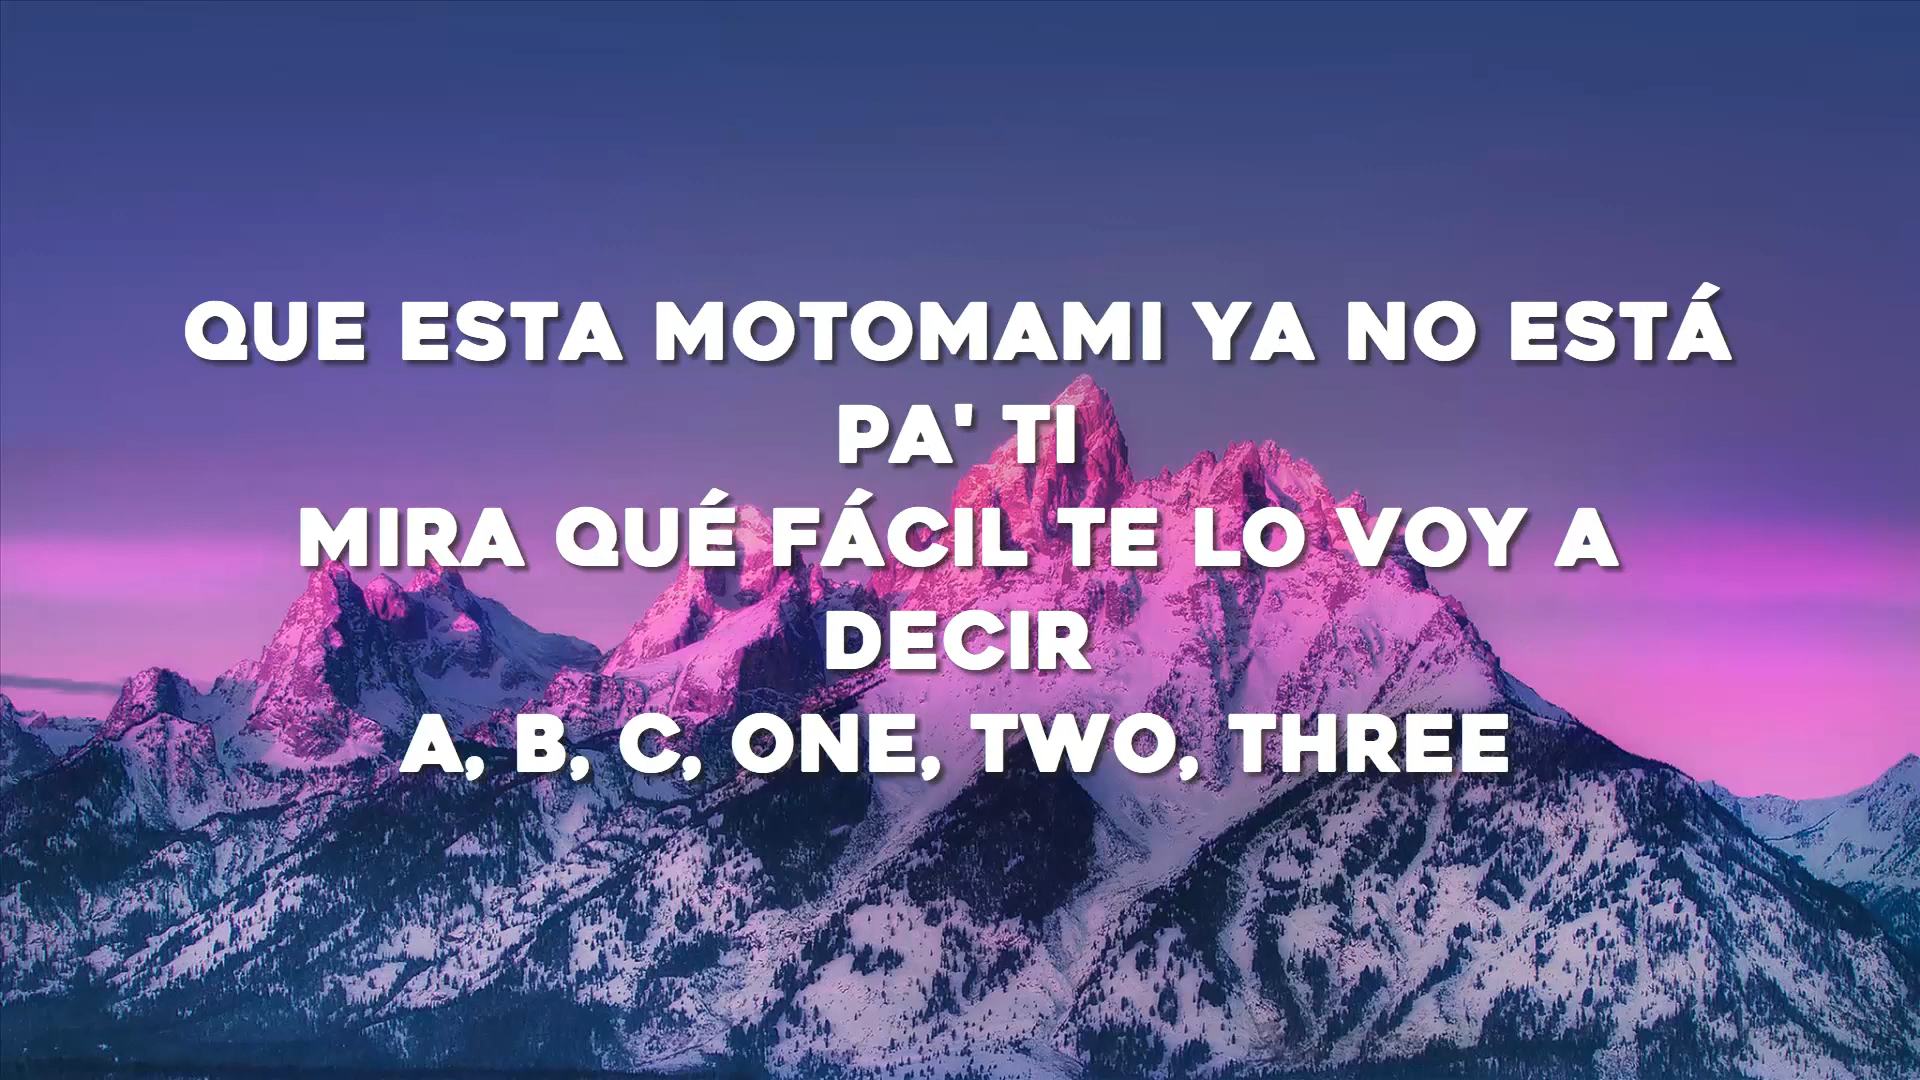 QUE ESTA MOTOMAMI YA NO ESTÁ
PA' TI
MIRA QUÉ FÁCIL TE LO VOY A
DECIR
A, B, C, ONE, TWO, THREE